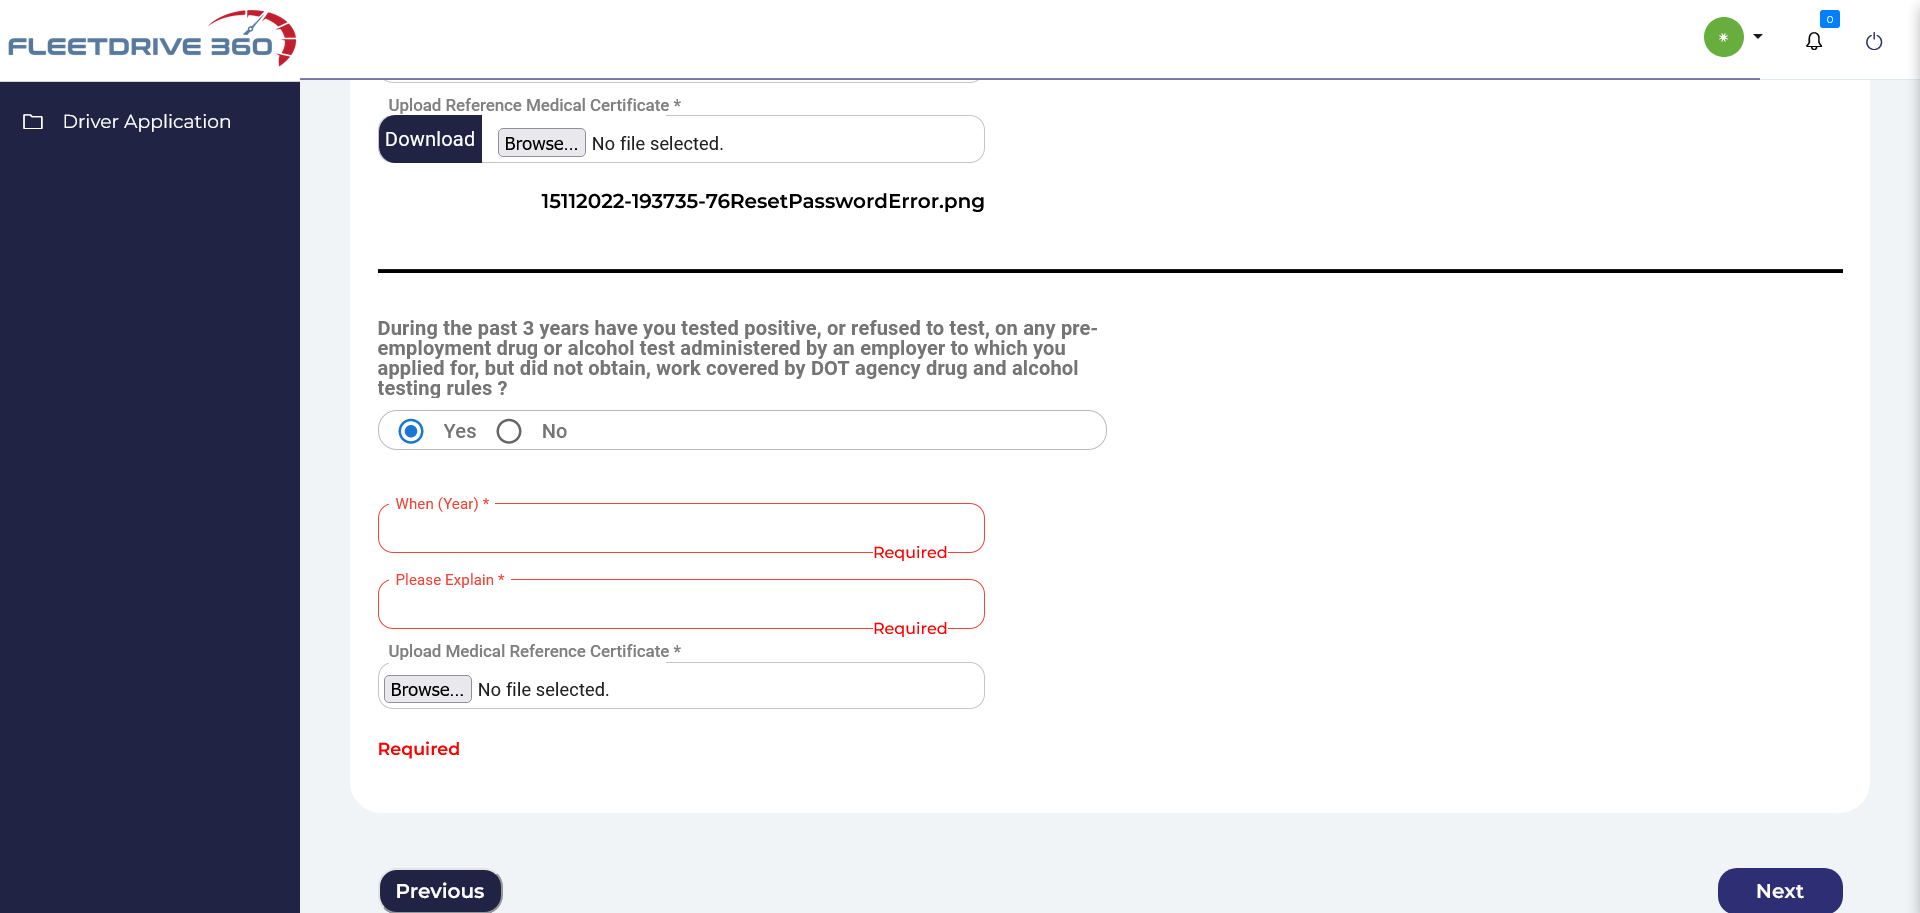 FLEETDRIVE 360
0
Driver Application
Upload Reference Medical Certificate *
Download
Browse... No file selected.
15112022-193735-76ResetPasswordError.png
During the past 3 years have you tested positive, or refused to test, on any pre-
employment drug or alcohol test administered by an employer to which you
applied for, but did not obtain, work covered by DOT agency drug and alcohol
testing rules ?
Yes No
When (Year) *
Required
Please Explain *
Required
Upload Medical Reference Certificate *
Browse... No file selected.
Required
Previous
Next